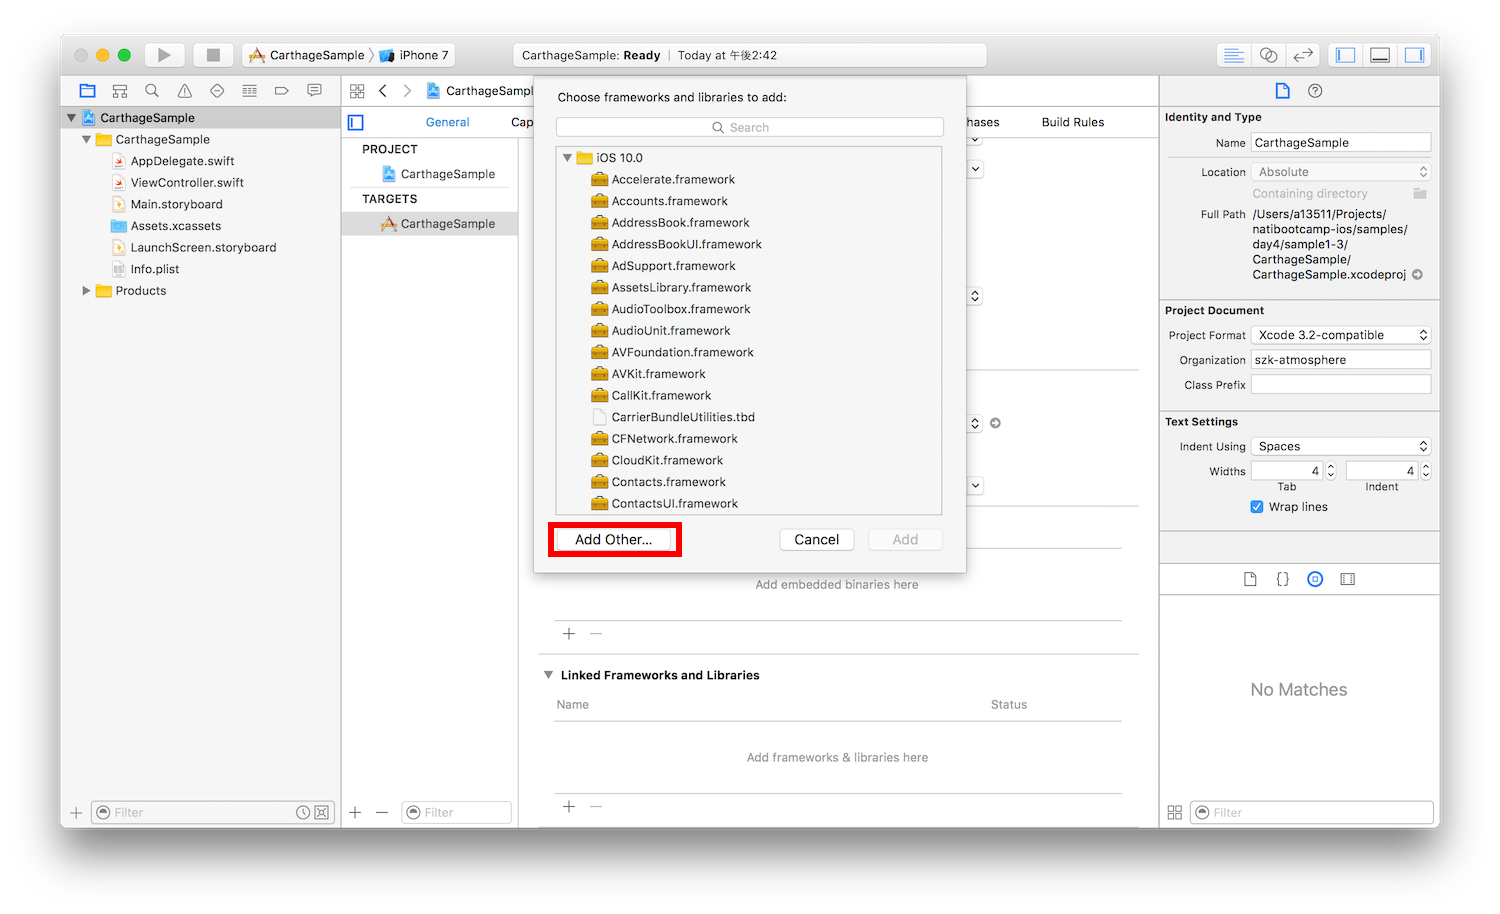 CarthageSample
iPhone 7
CarthageSample: Ready
Today at 午後2:42
CarthageSample
CarthageSample
AppDelegate.swift
ViewController.swift
Main.storyboard
Assets.xcassets
LaunchScreen.storyboard
Info.plist
Products
Filter
CarthageSampl
General
Cap
hases
Build Rules
PROJECT
CarthageSample
TARGETS
CarthageSample
Filter
Choose frameworks and libraries to add:
Search
iOS 10.0
Accelerate.framework
Accounts.framework
AddressBook.framework
AddressBookUI.framework
AdSupport.framework
AssetsLibrary.framework
AudioToolbox.framework
AudioUnit.framework
AVFoundation.framework
AVKit.framework
CallKit.framework
CarrierBundleUtilities.tbd
CFNetwork.framework
CloudKit.framework
Contacts.framework
ContactsUI.framework
Add Other...
Cancel
Add
Add embedded binaries here
Linked Frameworks and Libraries
Name
Status
Add frameworks & libraries here
Identity and Type
Name CarthageSample
Location Absolute
Containing directory
Full Path /Users/a13511/Projects/
natibootcamp-ios/samples/
day4/sample1-3/
CarthageSample/
CarthageSample.xcodeproj
Project Document
Project Format Xcode 3.2-compatible
Organization szk-atmosphere
Class Prefix
Text Settings
Indent Using Spaces
Widths 4 4
Tab Indent
Wrap lines
{}
No Matches
Filter